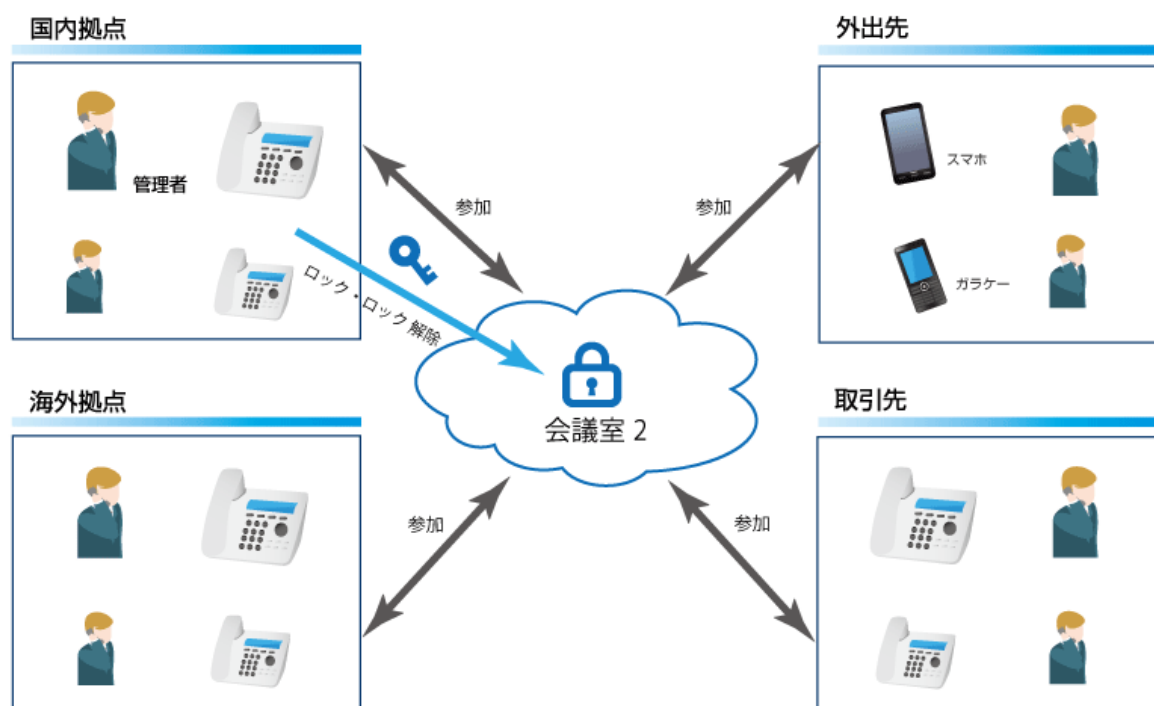 国内拠点
外出先
管理者
スマホ
参加
参加
ロック・ロック解除
ガラケー
会議室 2
海外拠点
取引先
参加
参加